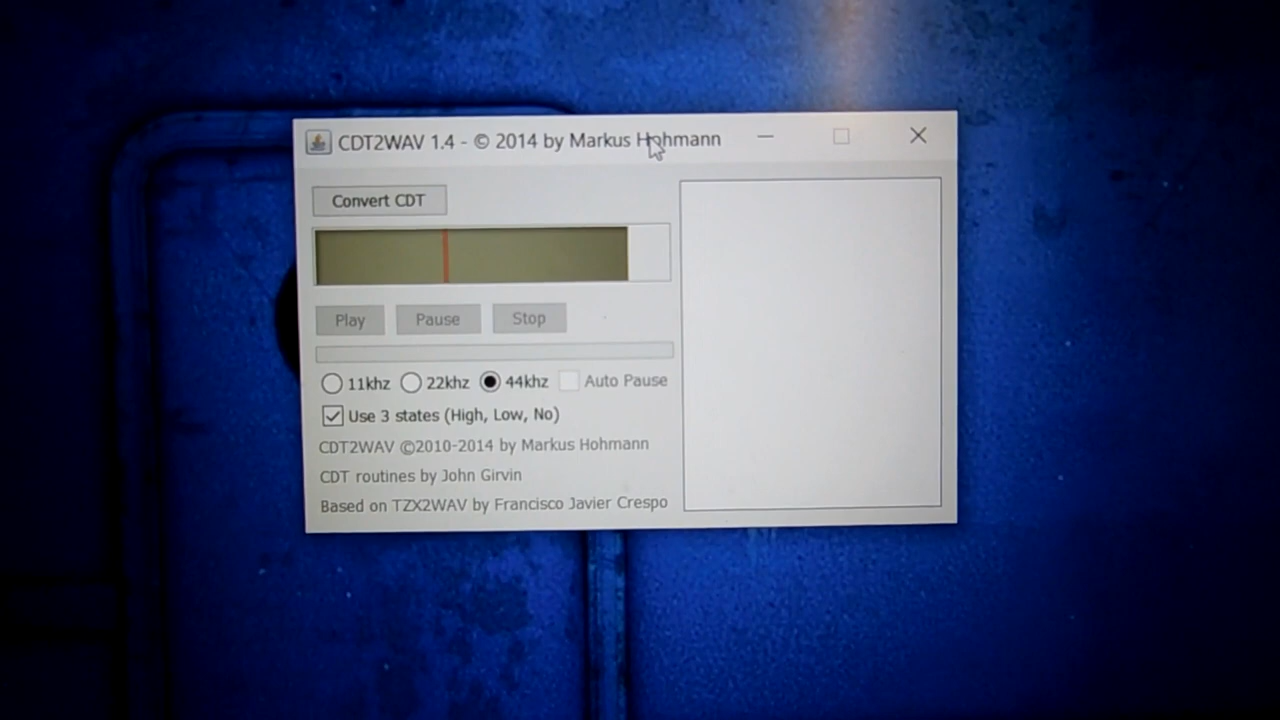 CDT2WAV 1.4 - © 2014 by Markus Hohmann
Convert CDT
Play Pause Stop
11khz 22khz 44khz Auto Pause
Use 3 states (High, Low, No)
CDT2WAV ©2010-2014 by Markus Hohmann
CDT routines by John Girvin
Based on TZX2WAV by Francisco Javier Crespo